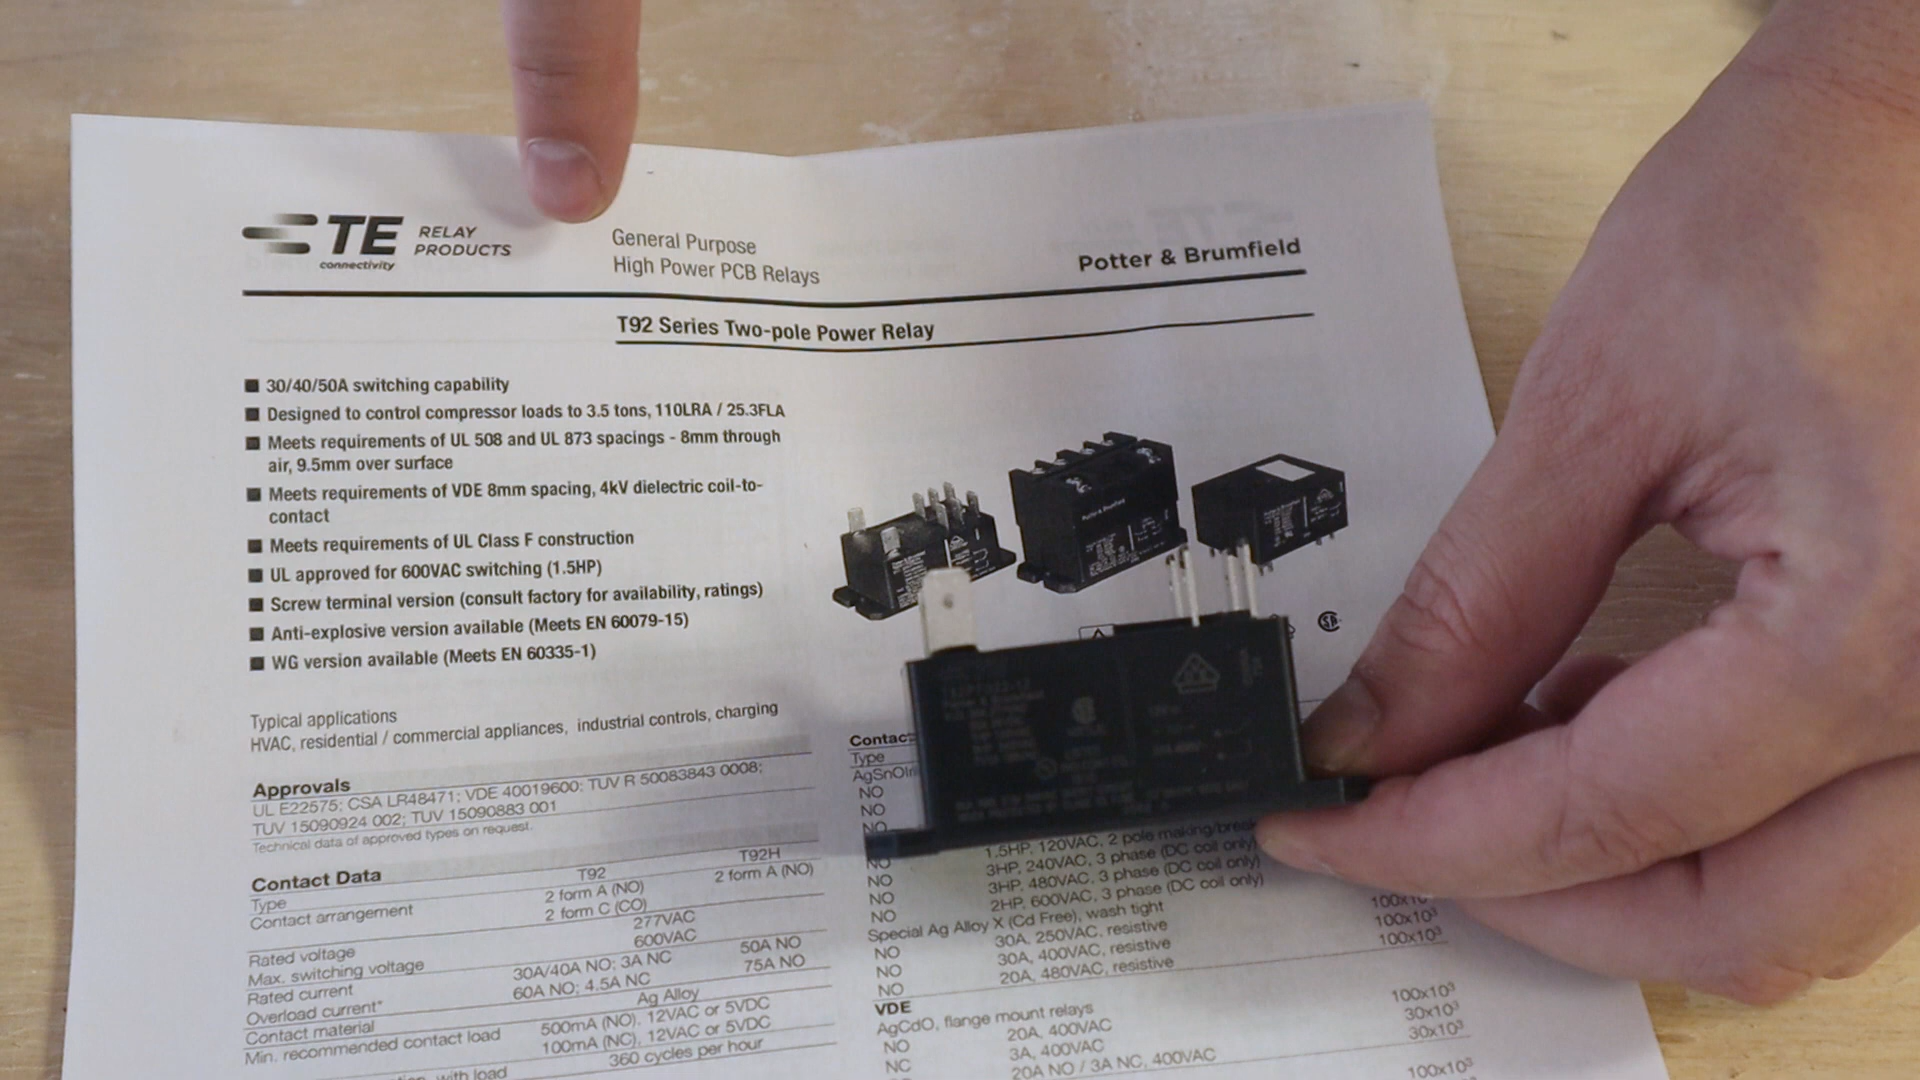 TE
connectivity
RELAY
PRODUCTS
General Purpose
High Power PCB Relays
Potter & Brumfield
T92 Series Two-pole Power Relay
30/40/50A switching capability
Designed to control compressor loads to 3.5 tons, 110LRA / 25.3FLA
Meets requirements of UL 508 and UL 873 spacings - 8mm through
air, 9.5mm over surface
Meets requirements of VDE 8mm spacing, 4kV dielectric coil-to-
contact
Meets requirements of UL Class F construction
UL approved for 600VAC switching (1.5HP)
Screw terminal version (consult factory for availability, ratings)
Anti-explosive version available (Meets EN 60079-15)
WG version available (Meets EN 60335-1)
Typical applications
HVAC, residential / commercial appliances, industrial controls, charging
Approvals
UL E22575; CSA LR48471; VDE 40019600; TUV R 50083843 0008;
TUV 15090924 002; TUV 15090883 001
Technical data of approved types on request.
Contact Data
T92 T92H
Type 2 form A (NO) 2 form A (NO)
Contact arrangement 2 form C (CO)
Rated voltage 277VAC
Max. switching voltage 600VAC
Rated current 30A/40A NO; 3A NC 50A NO
Overload current* 60A NO; 4.5A NC 75A NO
Contact material Ag Alloy
Min. recommended contact load 500mA (NO), 12VAC or 5VDC
100mA (NC), 12VAC or 5VDC
360 cycles per hour
with load
Type
NO
NO
NO
NO 1.5HP, 120VAC, 2 pole making/break
NO 3HP, 240VAC, 3 phase (DC coil only)
NO 3HP, 480VAC, 3 phase (DC coil only)
NO 2HP, 600VAC, 3 phase (DC coil only)
Special Ag Alloy X (Cd Free), wash tight
NO 30A, 250VAC, resistive 100x10³
NO 30A, 400VAC, resistive 100x10³
NO 20A, 480VAC, resistive 100x10³
VDE
AgCdO, flange mount relays
NO 20A, 400VAC 100x10³
NC 3A, 400VAC 30x10³
20A NO / 3A NC, 400VAC 30x10³
100x10³